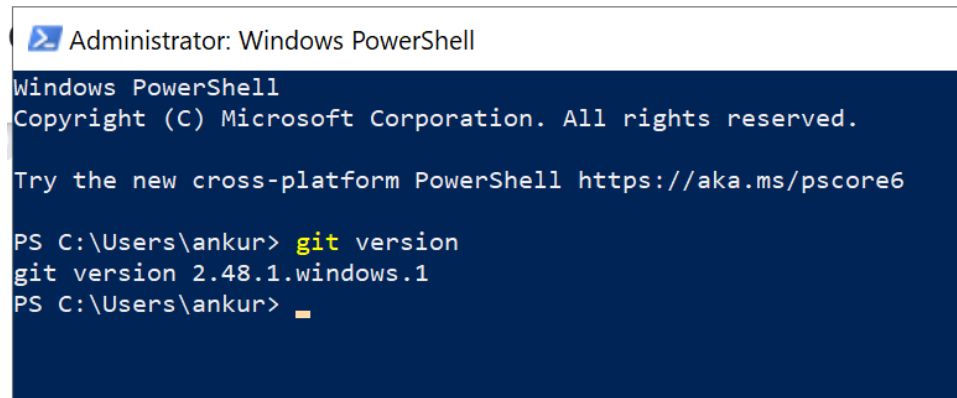 Administrator: Windows PowerShell
Windows PowerShell
Copyright (C) Microsoft Corporation. All rights reserved.
Try the new cross-platform PowerShell https://aka.ms/pscore6
PS C:\Users\ankur> git version
git version 2.48.1.windows.1
PS C:\Users\ankur>